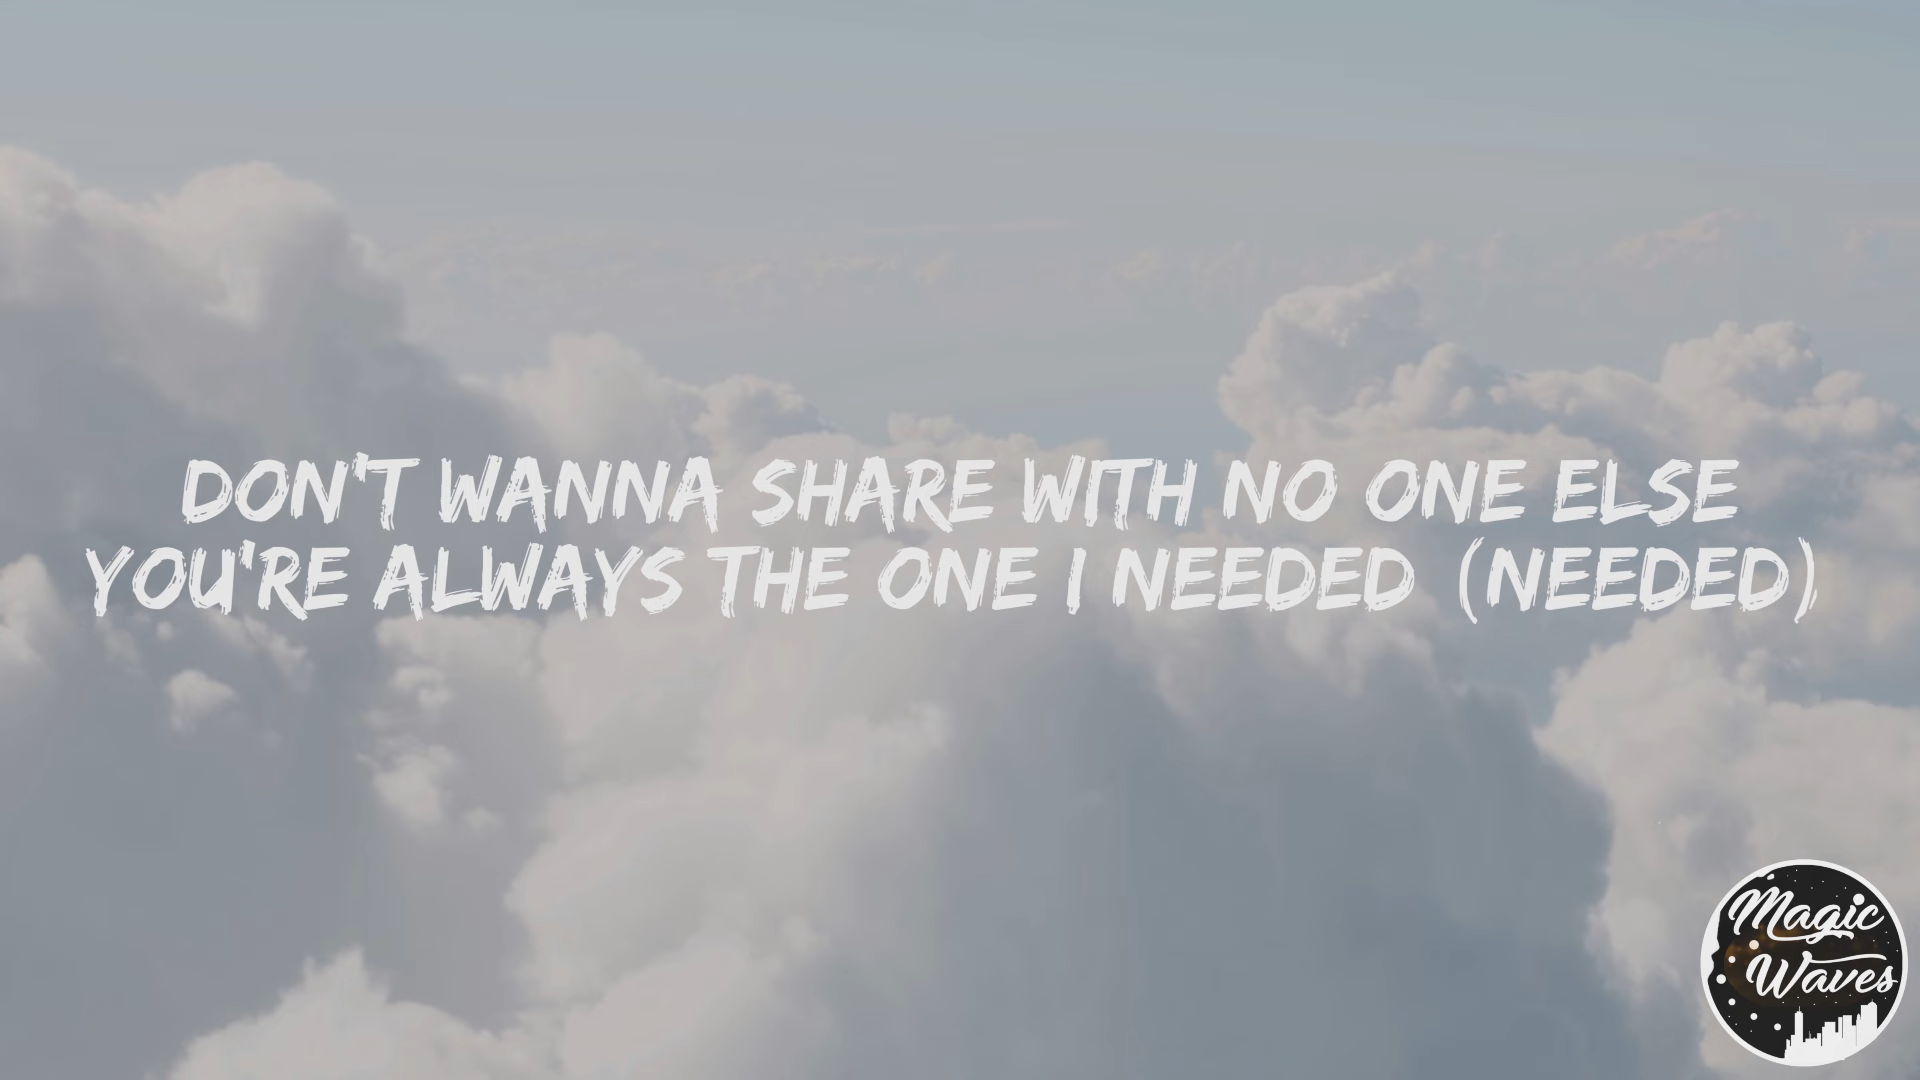 DON'T WANNA SHARE WITH NO ONE ELSE
YOU'RE ALWAYS THE ONE I NEEDED (NEEDED)
Magic
Waves